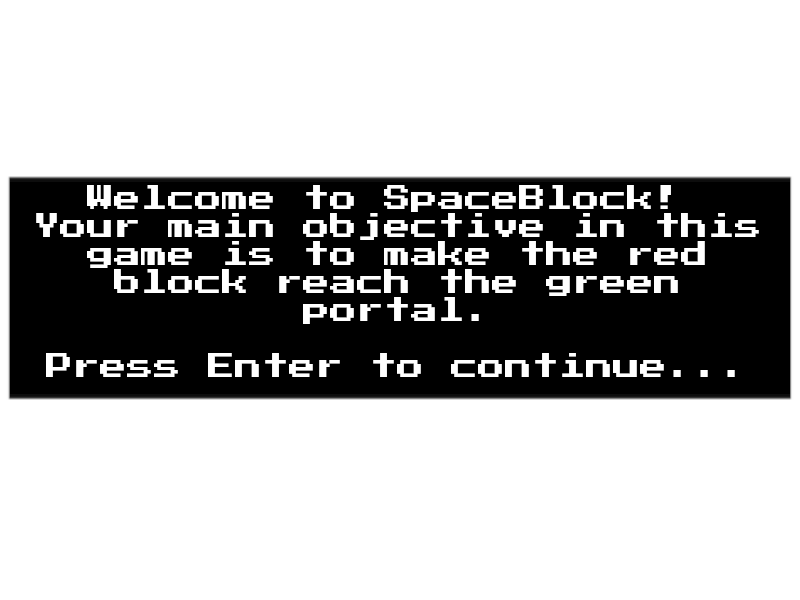 Welcome to SpaceBlock!
Your main objective in this
game is to make the red
block reach the green
portal.
Press Enter to continue...